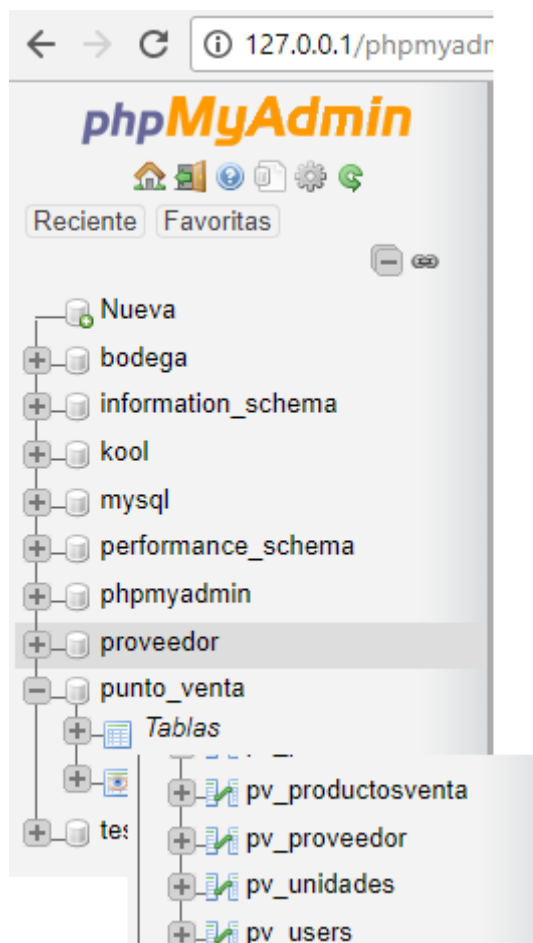 127.0.0.1/phpmyadm
phpMyAdmin
Reciente Favoritas
Nueva
bodega
information_schema
kool
mysql
performance_schema
phpmyadmin
proveedor
punto_venta
Tablas
pv_productosventa
tes
pv_proveedor
pv_unidades
pv_users